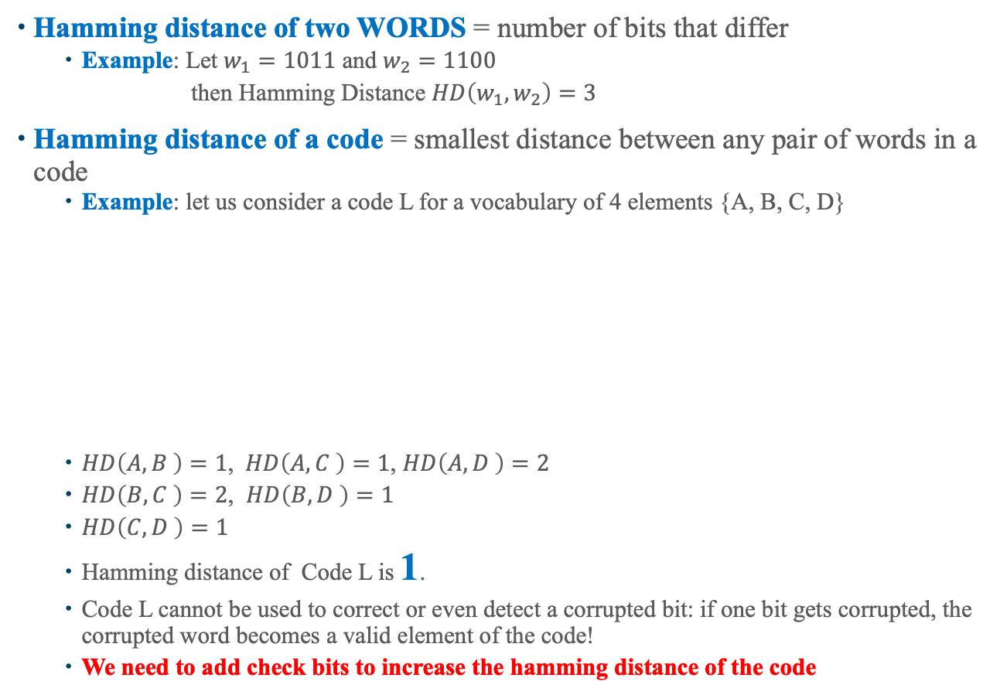 • Hamming distance of two WORDS = number of bits that differ
• Example: Let w₁ = 1011 and w₂ = 1100
then Hamming Distance HD(w₁, w₂) = 3
• Hamming distance of a code = smallest distance between any pair of words in a
code
• Example: let us consider a code L for a vocabulary of 4 elements {A, B, C, D}
• HD(A, B ) = 1, HD(A, C ) = 1, HD(A, D ) = 2
• HD(B, C ) = 2, HD(B, D ) = 1
• HD(C, D ) = 1
• Hamming distance of Code L is 1.
• Code L cannot be used to correct or even detect a corrupted bit: if one bit gets corrupted, the
corrupted word becomes a valid element of the code!
• We need to add check bits to increase the hamming distance of the code